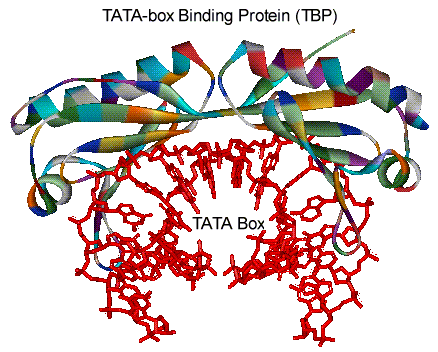 TATA-box Binding Protein (TBP)
TATA Box